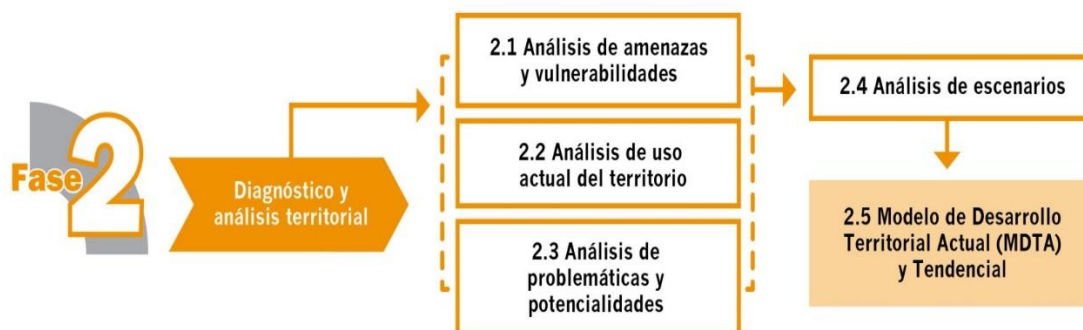 Fase 2
Diagnóstico y
análisis territorial
2.1 Análisis de amenazas
y vulnerabilidades
2.2 Análisis de uso
actual del territorio
2.3 Análisis de
problemáticas y
potencialidades
2.4 Análisis de escenarios
2.5 Modelo de Desarrollo
Territorial Actual (MDTA)
y Tendencial